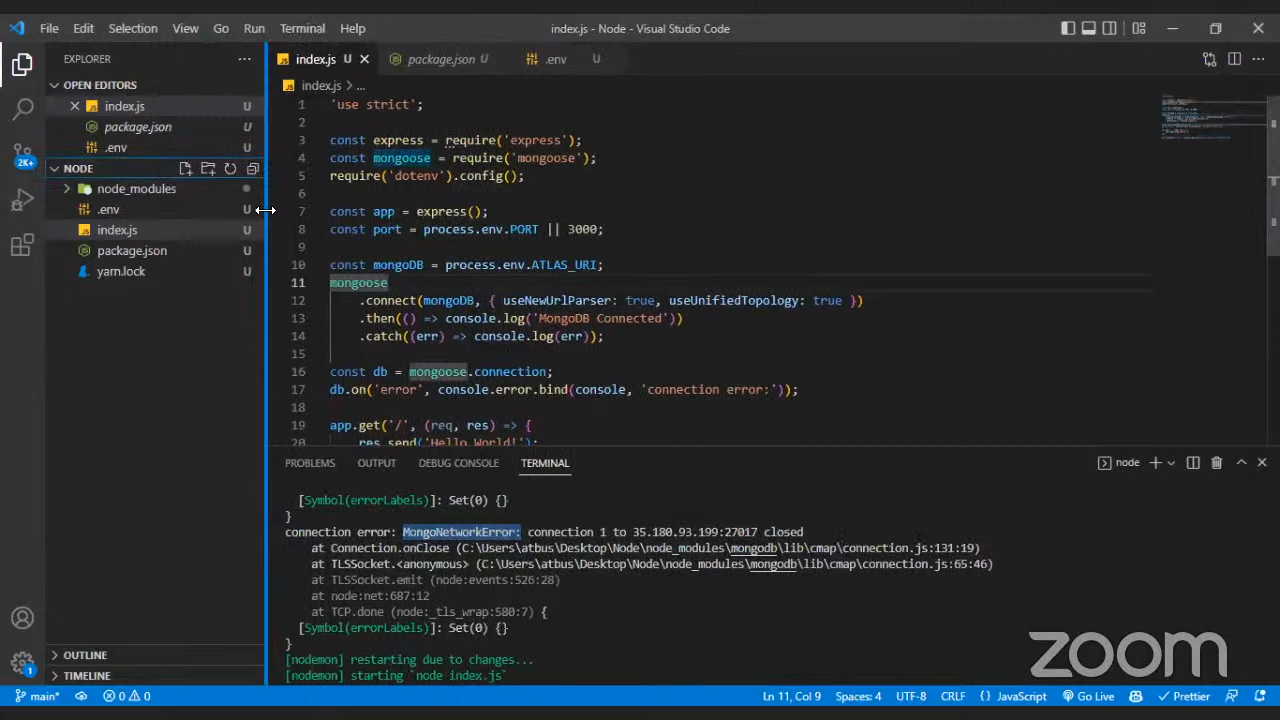 File Edit Selection View Go Run Terminal Help
index.js - Node - Visual Studio Code
EXPLORER
OPEN EDITORS
index.js U
package.json U
.env U
NODE
node_modules
.env U
index.js U
package.json U
yarn.lock U
OUTLINE
TIMELINE
2K+
1
index.js U package.json U .env U
index.js > ...
1 'use strict';
2
3 const express = require('express');
4 const mongoose = require('mongoose');
5 require('dotenv').config();
6
7 const app = express();
8 const port = process.env.PORT || 3000;
9
10 const mongoDB = process.env.ATLAS_URI;
11 mongoose
12 .connect(mongoDB, { useNewUrlParser: true, useUnifiedTopology: true })
13 .then(() => console.log('MongoDB Connected'))
14 .catch((err) => console.log(err));
15
16 const db = mongoose.connection;
17 db.on('error', console.error.bind(console, 'connection error:'));
18
19 app.get('/', (req, res) => {
20 res.send('Hello World!');
PROBLEMS OUTPUT DEBUG CONSOLE TERMINAL
node
[Symbol(errorLabels)]: Set(0) {}
}
connection error: MongoNetworkError: connection 1 to 35.180.93.199:27017 closed
at Connection.onClose (C:\Users\atbus\Desktop\Node\node_modules\mongodb\lib\cmap\connection.js:131:19)
at TLSSocket.<anonymous> (C:\Users\atbus\Desktop\Node\node_modules\mongodb\lib\cmap\connection.js:65:46)
at TLSSocket.emit (node:events:526:28)
at node:net:687:12
at TCP.done (node:_tls_wrap:580:7) {
[Symbol(errorLabels)]: Set(0) {}
}
[nodemon] restarting due to changes...
[nodemon] starting `node index.js`
zoom
main* 0 0
Ln 11, Col 9 Spaces: 4 UTF-8 CRLF {} JavaScript Go Live Prettier